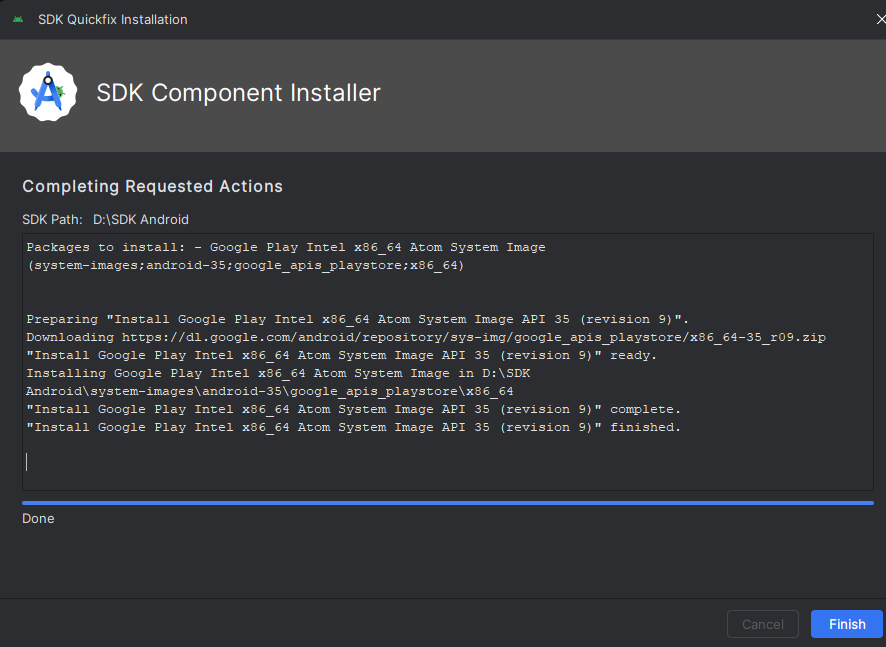 SDK Quickfix Installation
SDK Component Installer
Completing Requested Actions
SDK Path: D:\SDK Android
Packages to install: - Google Play Intel x86_64 Atom System Image
(system-images;android-35;google_apis_playstore;x86_64)
Preparing "Install Google Play Intel x86_64 Atom System Image API 35 (revision 9)".
Downloading https://dl.google.com/android/repository/sys-img/google_apis_playstore/x86_64-35_r09.zip
"Install Google Play Intel x86_64 Atom System Image API 35 (revision 9)" ready.
Installing Google Play Intel x86_64 Atom System Image in D:\SDK
Android\system-images\android-35\google_apis_playstore\x86_64
"Install Google Play Intel x86_64 Atom System Image API 35 (revision 9)" complete.
"Install Google Play Intel x86_64 Atom System Image API 35 (revision 9)" finished.
Done
Cancel Finish